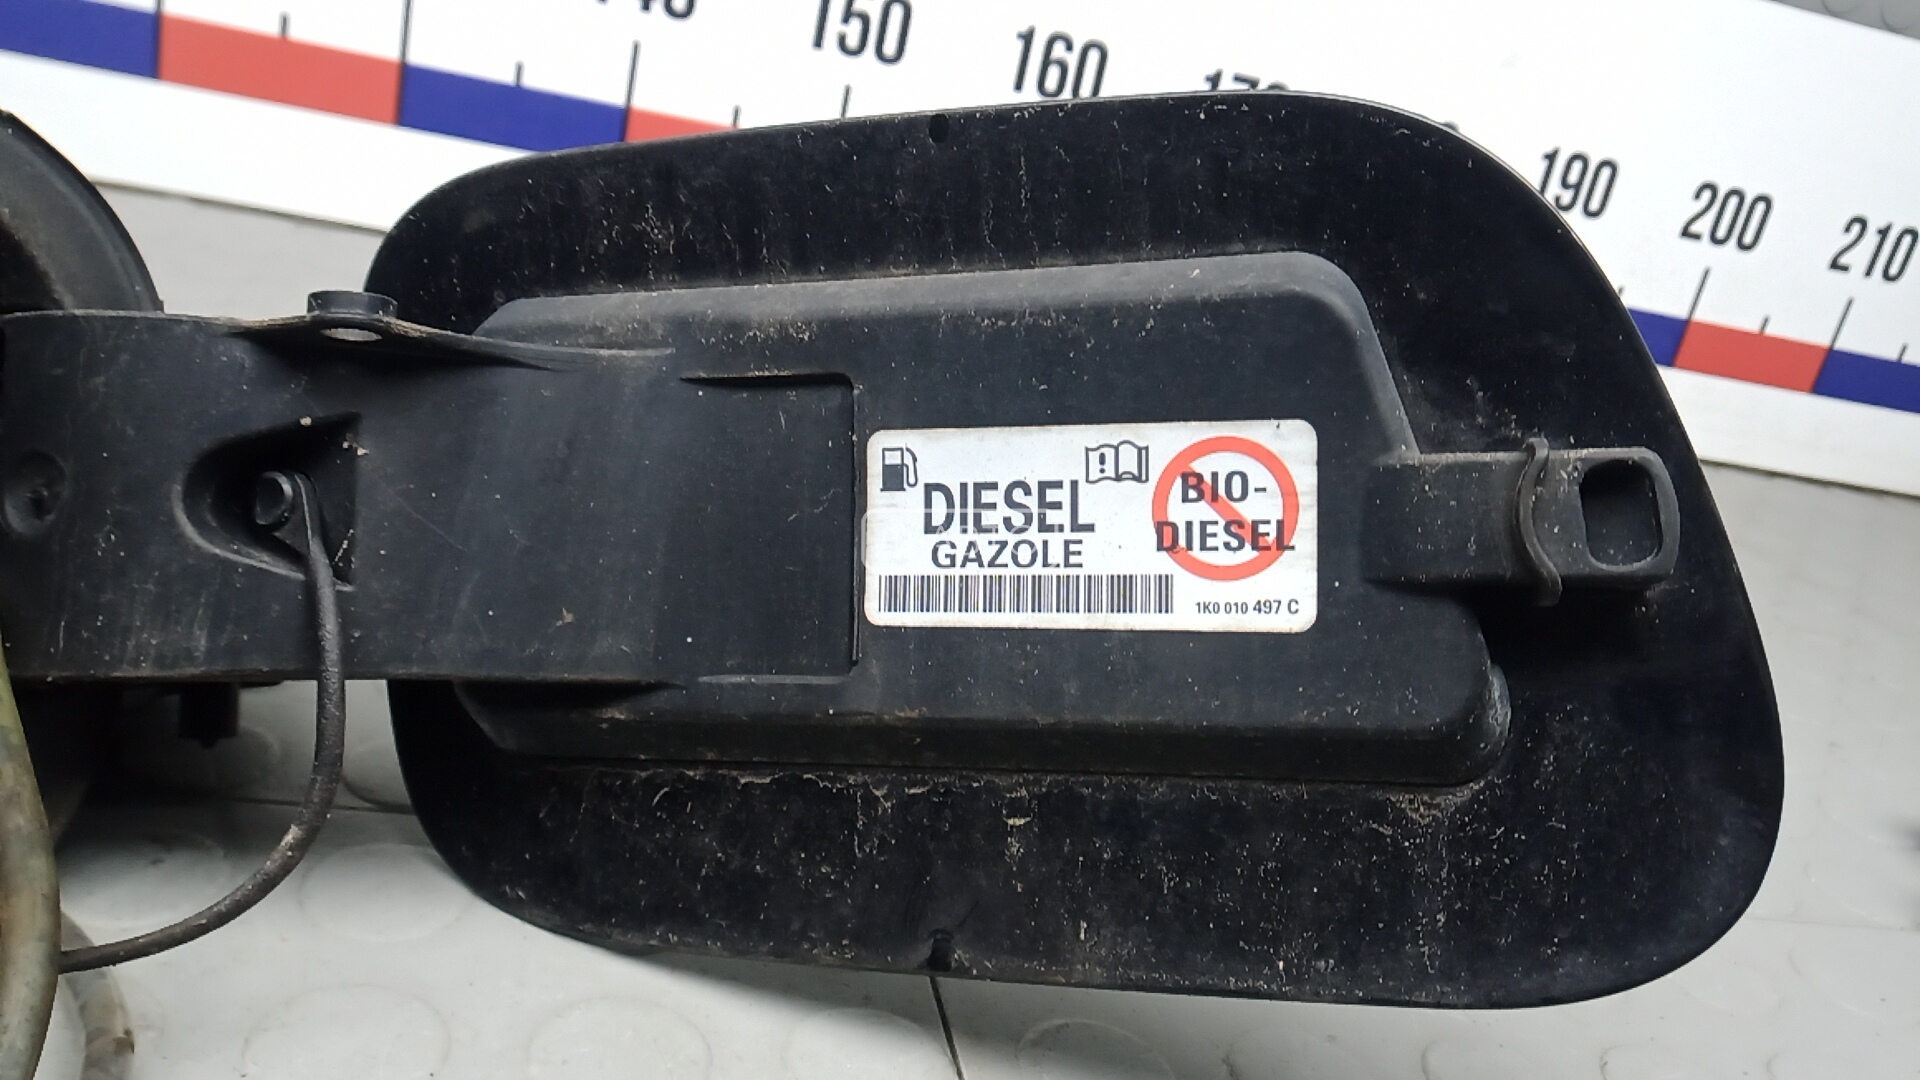 150
160
190
200
210
DIESEL
GAZOLE
BIO-
DIESEL
1K0 010 497 C